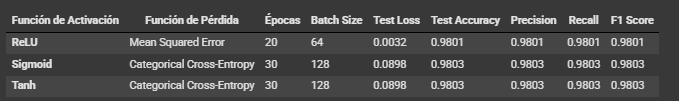 Función de Activación Función de Pérdida Épocas Batch Size Test Loss Test Accuracy Precision Recall F1 Score
ReLU Mean Squared Error 20 64 0.0032 0.9801 0.9801 0.9801 0.9801
Sigmoid Categorical Cross-Entropy 30 128 0.0898 0.9803 0.9803 0.9803 0.9803
Tanh Categorical Cross-Entropy 30 128 0.0898 0.9803 0.9803 0.9803 0.9803